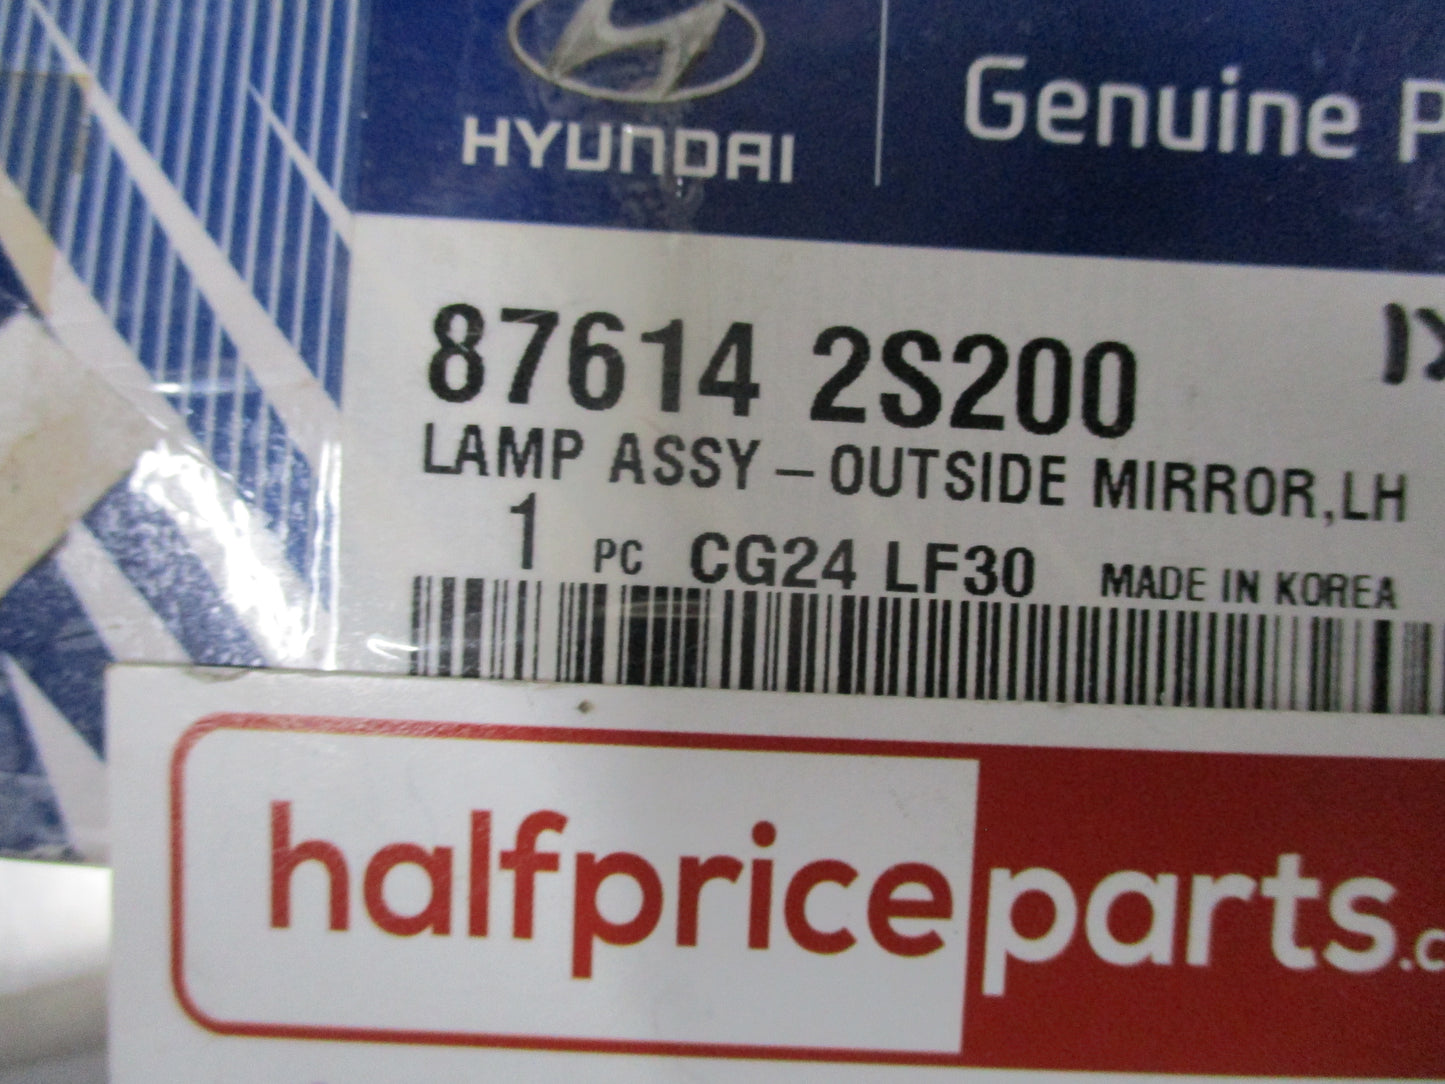 HYUNDAI
Genuine P
87614 2S200
LAMP ASSY – OUTSIDE MIRROR,LH
1 PC CG24 LF30 MADE IN KOREA
halfpriceparts.c